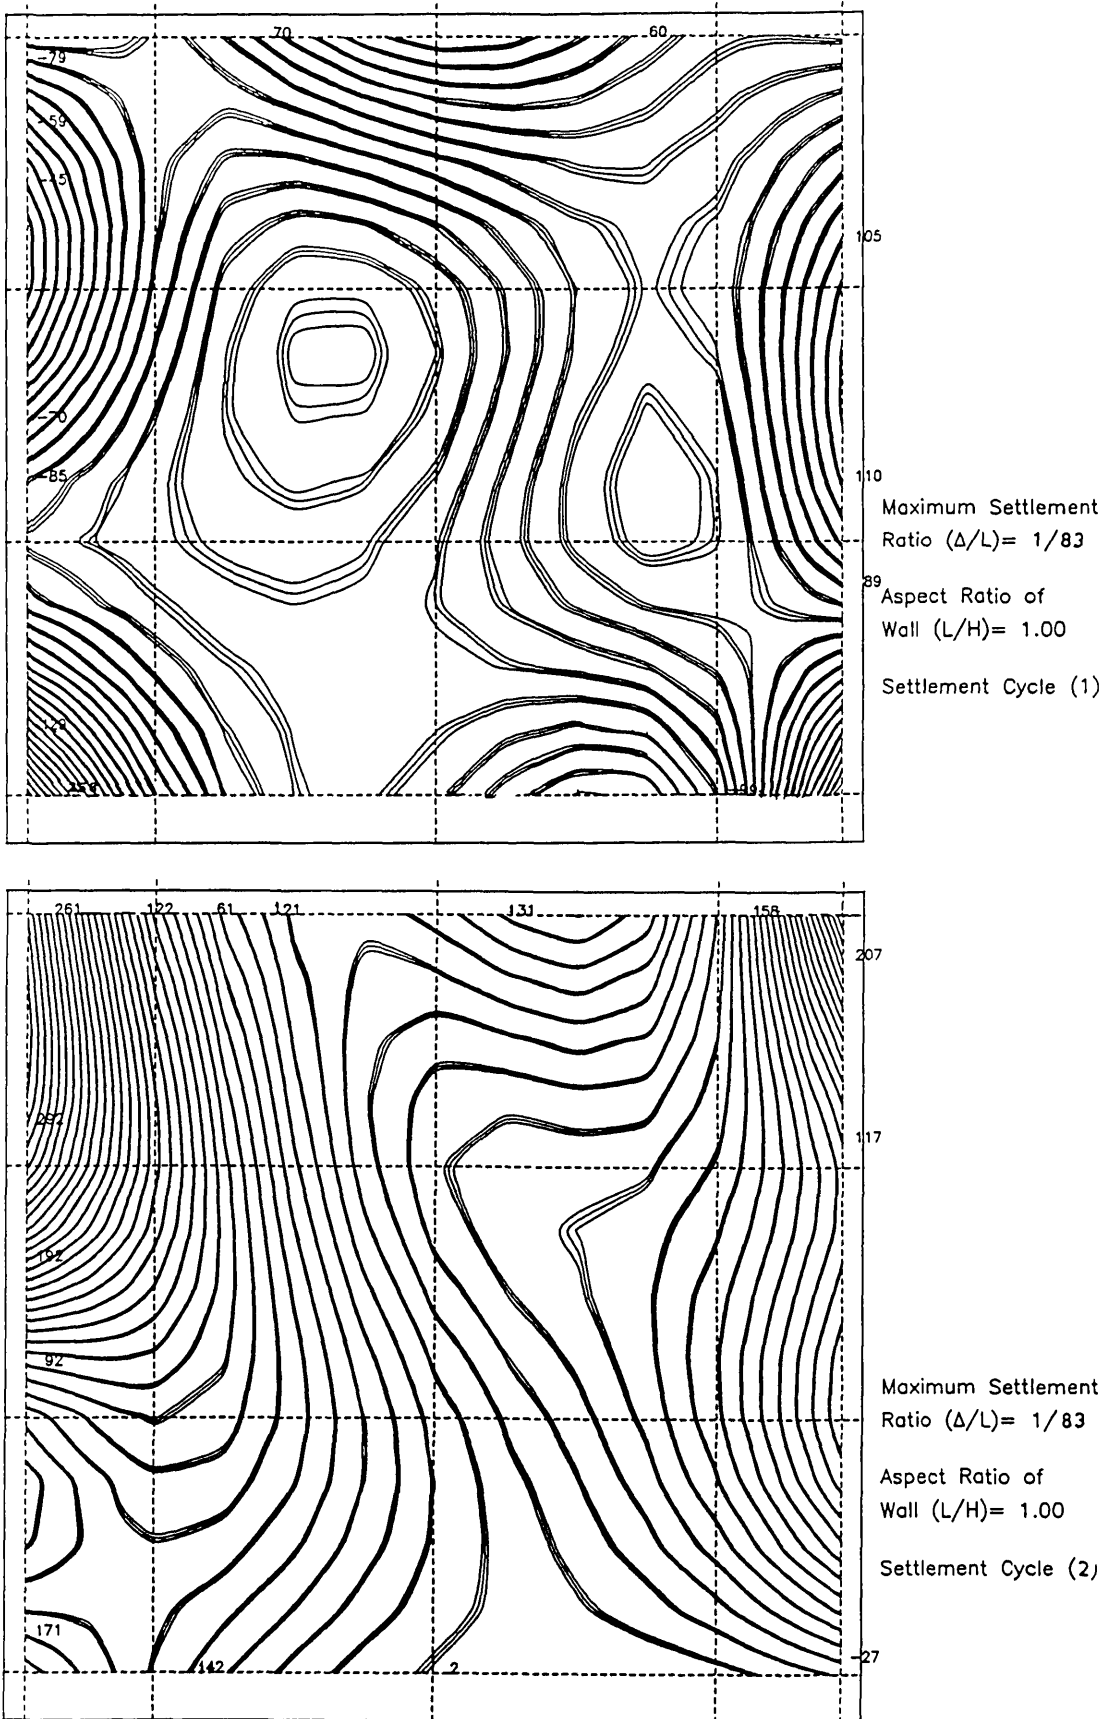 70 60
-79
-59
-45
105
-70
-85 110
Maximum Settlement
Ratio (Δ/L)= 1/83
89
Aspect Ratio of
Wall (L/H)= 1.00
Settlement Cycle (1)
261 122 61 121 131 158
207
292
117
192
92
Maximum Settlement
Ratio (Δ/L)= 1/83
Aspect Ratio of
Wall (L/H)= 1.00
Settlement Cycle (2)
171
142 2 -27